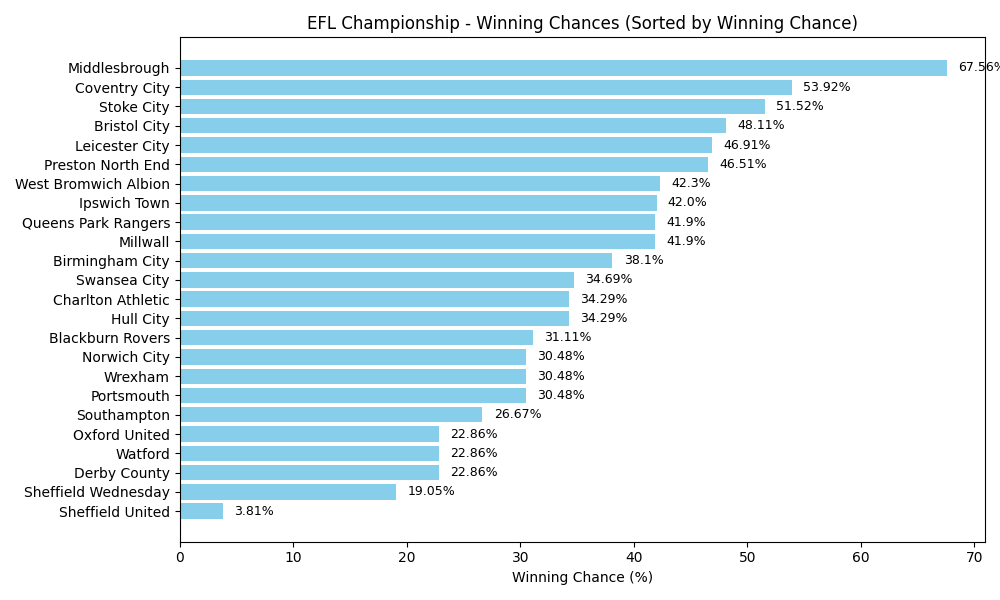 EFL Championship - Winning Chances (Sorted by Winning Chance)
Middlesbrough 67.56%
Coventry City 53.92%
Stoke City 51.52%
Bristol City 48.11%
Leicester City 46.91%
Preston North End 46.51%
West Bromwich Albion 42.3%
Ipswich Town 42.0%
Queens Park Rangers 41.9%
Millwall 41.9%
Birmingham City 38.1%
Swansea City 34.69%
Charlton Athletic 34.29%
Hull City 34.29%
Blackburn Rovers 31.11%
Norwich City 30.48%
Wrexham 30.48%
Portsmouth 30.48%
Southampton 26.67%
Oxford United 22.86%
Watford 22.86%
Derby County 22.86%
Sheffield Wednesday 19.05%
Sheffield United 3.81%
0 10 20 30 40 50 60 70
Winning Chance (%)